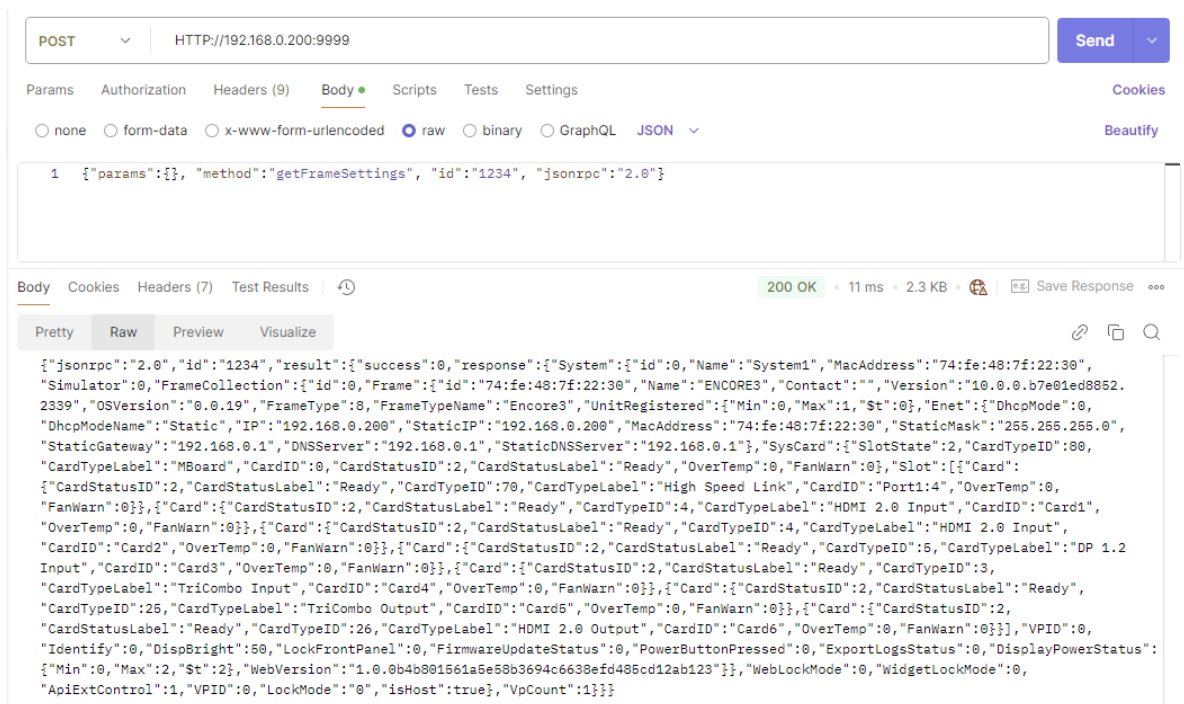 POST HTTP://192.168.0.200:9999 Send
Params Authorization Headers (9) Body Scripts Tests Settings Cookies
none form-data x-www-form-urlencoded raw binary GraphQL JSON Beautify
1 {"params":{}, "method":"getFrameSettings", "id":"1234", "jsonrpc":"2.0"}
Body Cookies Headers (7) Test Results 200 OK 11 ms 2.3 KB e.g. Save Response
Pretty Raw Preview Visualize
{"jsonrpc":"2.0","id":"1234","result":{"success":0,"response":{"System":{"id":0,"Name":"System1","MacAddress":"74:fe:48:7f:22:30",
"Simulator":0,"FrameCollection":{"id":0,"Frame":{"id":"74:fe:48:7f:22:30","Name":"ENCORE3","Contact":"","Version":"10.0.0.b7e01ed8852.
2339","OSVersion":"0.0.19","FrameType":8,"FrameTypeName":"Encore3","UnitRegistered":{"Min":0,"Max":1,"$t":0},"Enet":{"DhcpMode":0,
"DhcpModeName":"Static","IP":"192.168.0.200","StaticIP":"192.168.0.200","MacAddress":"74:fe:48:7f:22:30","StaticMask":"255.255.255.0",
"StaticGateway":"192.168.0.1","DNSServer":"192.168.0.1","StaticDNSServer":"192.168.0.1"},"SysCard":{"SlotState":2,"CardTypeID":80,
"CardTypeLabel":"MBoard","CardID":0,"CardStatusID":2,"CardStatusLabel":"Ready","OverTemp":0,"FanWarn":0},"Slot":[{"Card":
{"CardStatusID":2,"CardStatusLabel":"Ready","CardTypeID":70,"CardTypeLabel":"High Speed Link","CardID":"Port1:4","OverTemp":0,
"FanWarn":0}},{"Card":{"CardStatusID":2,"CardStatusLabel":"Ready","CardTypeID":4,"CardTypeLabel":"HDMI 2.0 Input","CardID":"Card1",
"OverTemp":0,"FanWarn":0}},{"Card":{"CardStatusID":2,"CardStatusLabel":"Ready","CardTypeID":4,"CardTypeLabel":"HDMI 2.0 Input",
"CardID":"Card2","OverTemp":0,"FanWarn":0}},{"Card":{"CardStatusID":2,"CardStatusLabel":"Ready","CardTypeID":5,"CardTypeLabel":"DP 1.2
Input","CardID":"Card3","OverTemp":0,"FanWarn":0}},{"Card":{"CardStatusID":2,"CardStatusLabel":"Ready","CardTypeID":3,
"CardTypeLabel":"TriCombo Input","CardID":"Card4","OverTemp":0,"FanWarn":0}},{"Card":{"CardStatusID":2,"CardStatusLabel":"Ready",
"CardTypeID":25,"CardTypeLabel":"TriCombo Output","CardID":"Card5","OverTemp":0,"FanWarn":0}},{"Card":{"CardStatusID":2,
"CardStatusLabel":"Ready","CardTypeID":26,"CardTypeLabel":"HDMI 2.0 Output","CardID":"Card6","OverTemp":0,"FanWarn":0}}],"VPID":0,
"Identify":0,"DispBright":50,"LockFrontPanel":0,"FirmwareUpdateStatus":0,"PowerButtonPressed":0,"ExportLogsStatus":0,"DisplayPowerStatus":
{"Min":0,"Max":2,"$t":2},"WebVersion":"1.0.0b4b801561a5e58b3694c6638efd485cd12ab123"}},"WebLockMode":0,"WidgetLockMode":0,
"ApiExtControl":1,"VPID":0,"LockMode":"0","isHost":true},"VpCount":1}}}